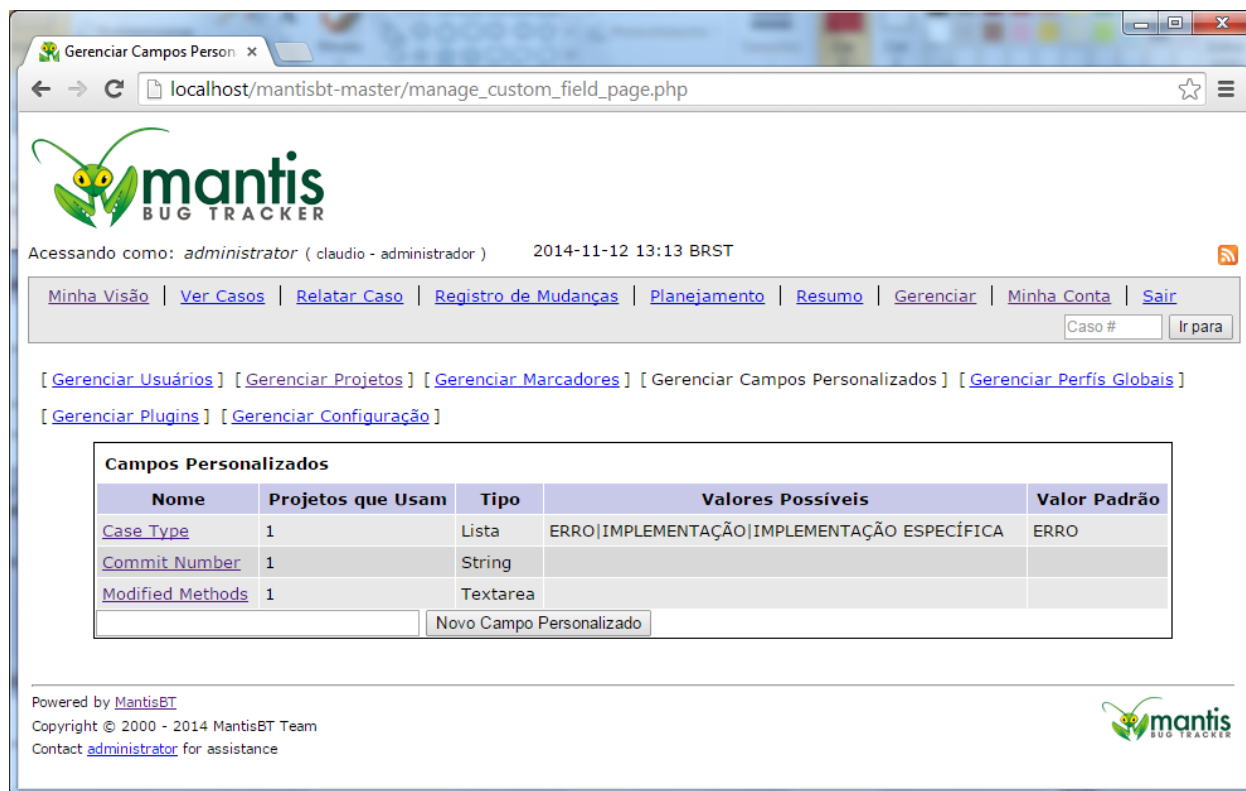 Gerenciar Campos Person
localhost/mantisbt-master/manage_custom_field_page.php
mantis
BUG TRACKER
Acessando como: administrator ( claudio - administrador ) 2014-11-12 13:13 BRST
Minha Visão | Ver Casos | Relatar Caso | Registro de Mudanças | Planejamento | Resumo | Gerenciar | Minha Conta | Sair
Caso # Ir para
[ Gerenciar Usuários ] [ Gerenciar Projetos ] [ Gerenciar Marcadores ] [ Gerenciar Campos Personalizados ] [ Gerenciar Perfís Globais ]
[ Gerenciar Plugins ] [ Gerenciar Configuração ]
Campos Personalizados
Nome Projetos que Usam Tipo Valores Possíveis Valor Padrão
Case Type 1 Lista ERRO|IMPLEMENTAÇÃO|IMPLEMENTAÇÃO ESPECÍFICA ERRO
Commit Number 1 String
Modified Methods 1 Textarea
Novo Campo Personalizado
Powered by MantisBT
Copyright © 2000 - 2014 MantisBT Team
Contact administrator for assistance
mantis
BUG TRACKER